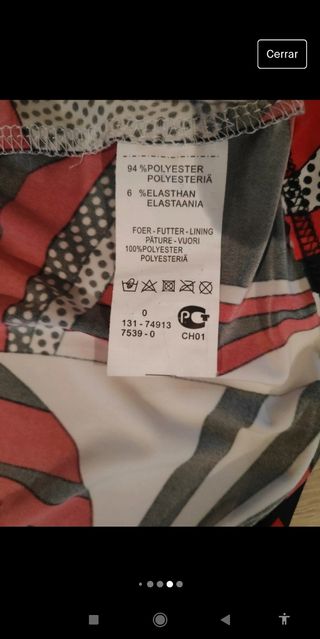 Cerrar
94 %POLYESTER
POLYESTERIÄ
6 %ELASTHAN
ELASTAANIA
FOER - FUTTER - LINING
PÄTURE - VUORI
100%POLYESTER
POLYESTERIÄ
0
131 - 74913
7539 - 0
CH01